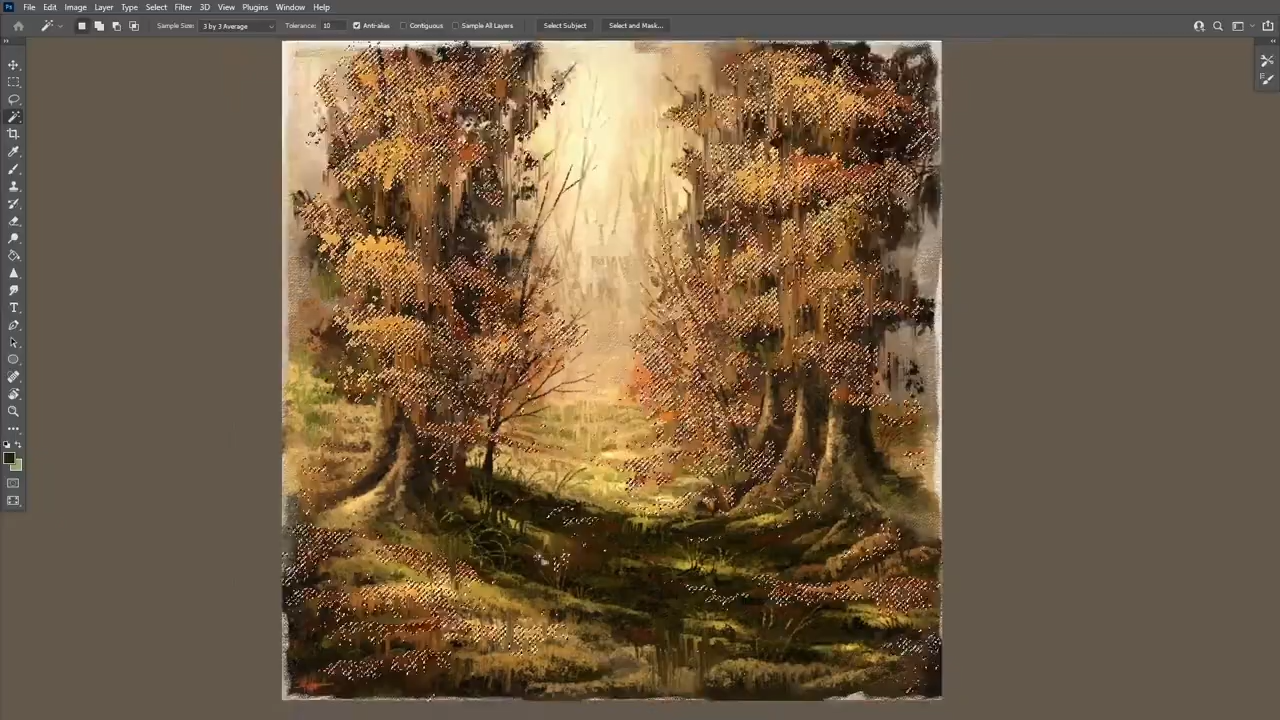 Ps File Edit Image Layer Type Select Filter 3D View Plugins Window Help
Sample Size: 3 by 3 Average Tolerance: 10 Anti-alias Contiguous Sample All Layers Select Subject Select and Mask...
T